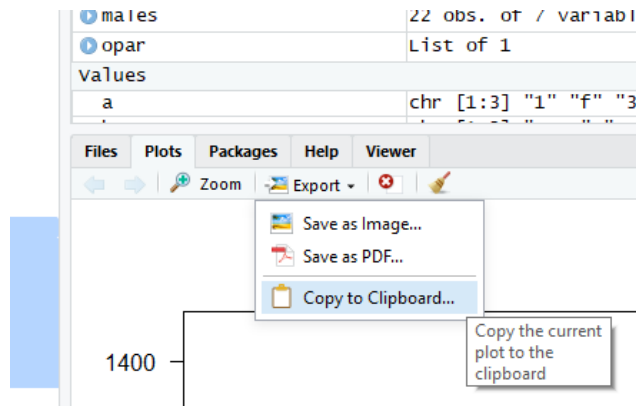 males 22 obs. of 7 variabl
opar List of 1
Values
a chr [1:3] "1" "f" "3
Files Plots Packages Help Viewer
Zoom Export
Save as Image...
Save as PDF...
Copy to Clipboard...
Copy the current
plot to the
clipboard
1400